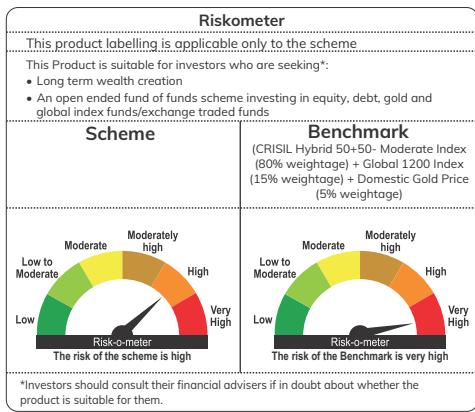 Riskometer
This product labelling is applicable only to the scheme
This Product is suitable for investors who are seeking*:
• Long term wealth creation
• An open ended fund of funds scheme investing in equity, debt, gold and
global index funds/exchange traded funds
Scheme
Benchmark
(CRISIL Hybrid 50+50- Moderate Index
(80% weightage) + Global 1200 Index
(15% weightage) + Domestic Gold Price
(5% weightage)
Low
Low to
Moderate
Moderate
Moderately
high
High
Very
High
Risk-o-meter
The risk of the scheme is high
Low
Low to
Moderate
Moderate
Moderately
high
High
Very
High
Risk-o-meter
The risk of the Benchmark is very high
*Investors should consult their financial advisers if in doubt about whether the
product is suitable for them.